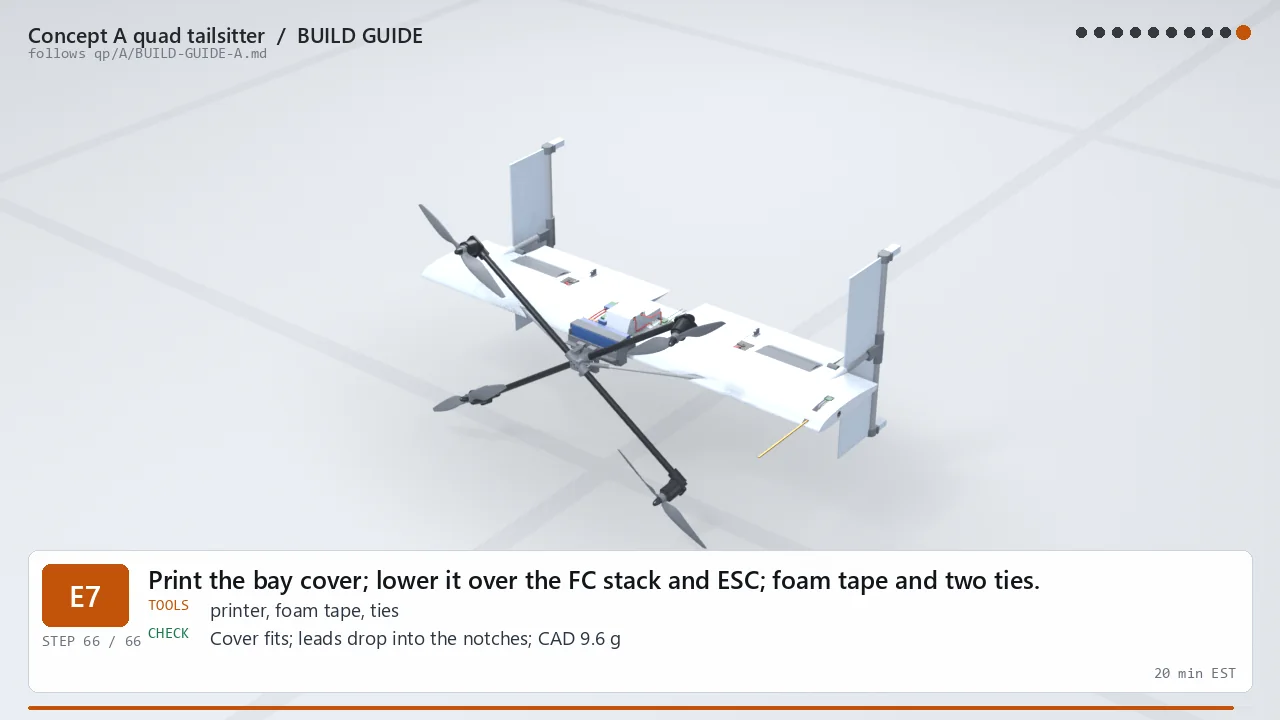 Concept A quad tailsitter / BUILD GUIDE
follows qp/A/BUILD-GUIDE-A.md
E7
Print the bay cover; lower it over the FC stack and ESC; foam tape and two ties.
TOOLS printer, foam tape, ties
STEP 66 / 66
CHECK Cover fits; leads drop into the notches; CAD 9.6 g
20 min EST